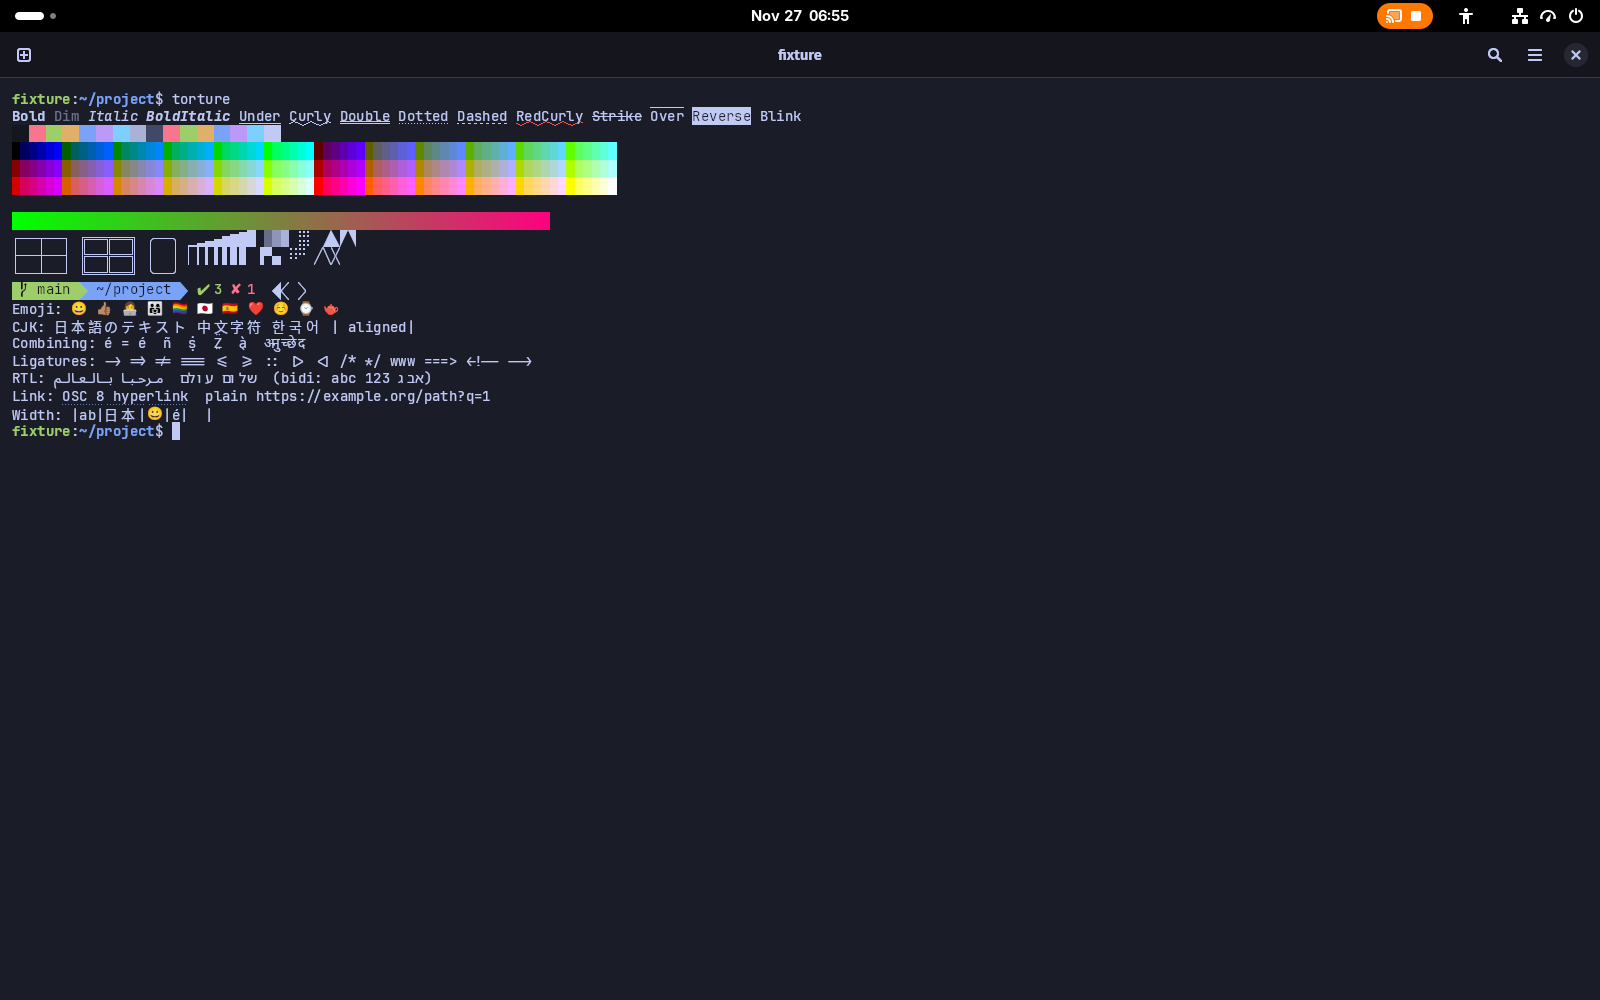 Nov 27 06:55
fixture
fixture:~/project$ torture
Bold Dim Italic BoldItalic Under Curly Double Dotted Dashed RedCurly Strike Over Reverse Blink
main ~/project ✔ 3 ✘ 1
Emoji: 😀 👍🏽 👩‍💻 👨‍👩‍👧‍👦 🏳️‍🌈 🇯🇵 🇪🇸 ❤️ ☺️ ⌚ 🫖
CJK: 日本語のテキスト 中文字符 한국어 | aligned|
Combining: é = é ñ
Ligatures: -> => != === <= >= :: |> <| /* */ www ===> <!-- -->
RTL: مرحبا بالعالم שלום עולם (bidi: abc 123 אבג)
Link: OSC 8 hyperlink plain https://example.org/path?q=1
Width: |ab|日本|😀|é| |
fixture:~/project$